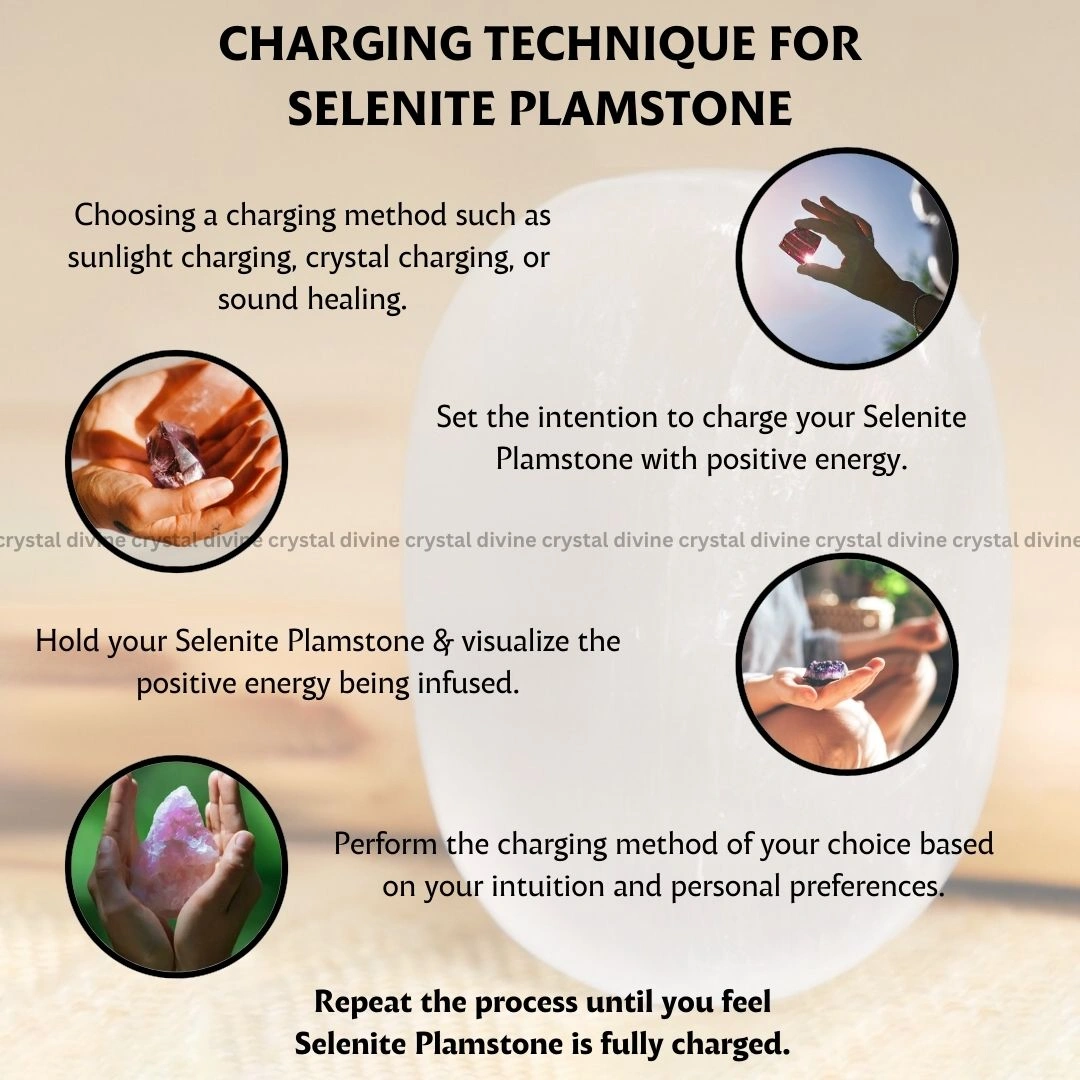 CHARGING TECHNIQUE FOR
SELENITE PLAMSTONE
Choosing a charging method such as
sunlight charging, crystal charging, or
sound healing.
Set the intention to charge your Selenite
Plamstone with positive energy.
crystal divine crystal divine crystal divine crystal divine crystal divine crystal divine crystal divine crystal divine
Hold your Selenite Plamstone & visualize the
positive energy being infused.
Perform the charging method of your choice based
on your intuition and personal preferences.
Repeat the process until you feel
Selenite Plamstone is fully charged.